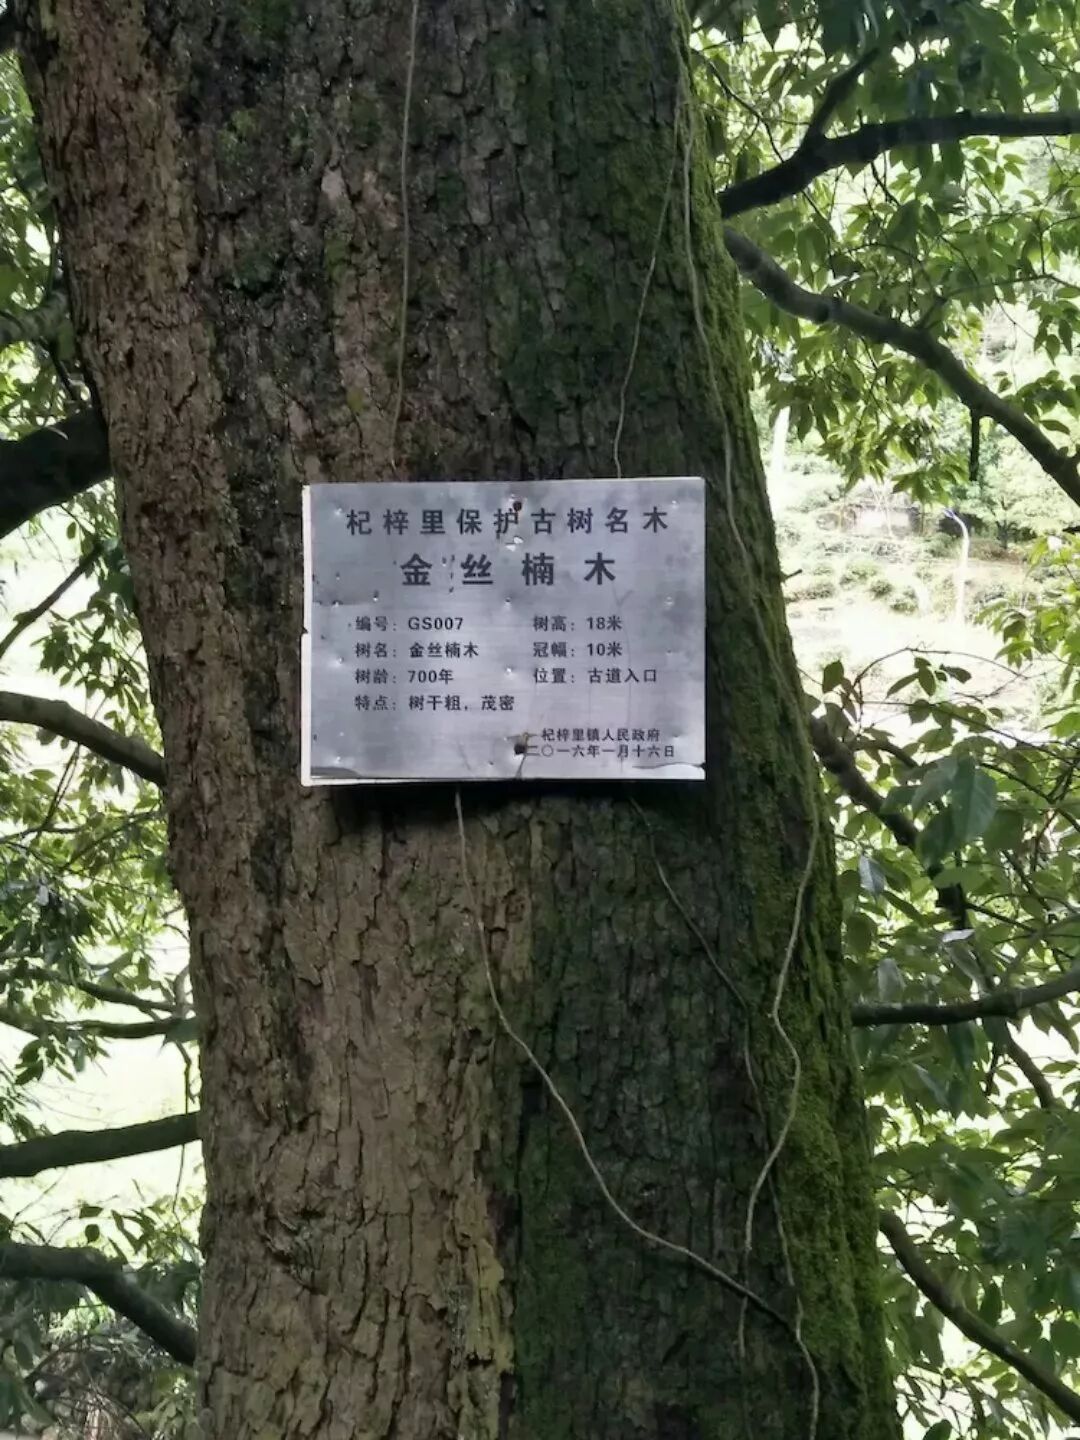 杞梓里保护古树名木
金丝楠木
编号：GS007 树高：18米
树名：金丝楠木 冠幅：10米
树龄：700年 位置：古道入口
特点：树干粗，茂密
杞梓里镇人民政府
二〇一六年一月十六日